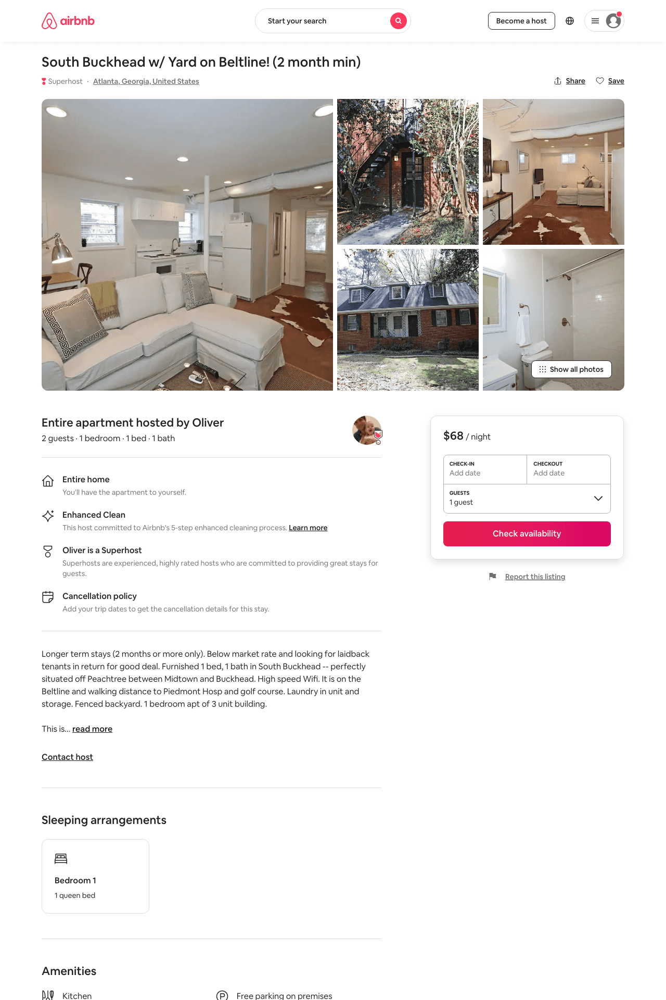 airbnb
Start your search
Become a host
South Buckhead w/ Yard on Beltline! (2 month min)
Superhost · Atlanta, Georgia, United States
Share
Save
Show all photos
Entire apartment hosted by Oliver
2 guests · 1 bedroom · 1 bed · 1 bath
Entire home
You'll have the apartment to yourself.
Enhanced Clean
This host committed to Airbnb's 5-step enhanced cleaning process. Learn more
Oliver is a Superhost
Superhosts are experienced, highly rated hosts who are committed to providing great stays for
guests.
Cancellation policy
Add your trip dates to get the cancellation details for this stay.
$68 / night
CHECK-IN
Add date
CHECKOUT
Add date
GUESTS
1 guest
Check availability
Report this listing
Longer term stays (2 months or more only). Below market rate and looking for laidback
tenants in return for good deal. Furnished 1 bed, 1 bath in South Buckhead -- perfectly
situated off Peachtree between Midtown and Buckhead. High speed Wifi. It is on the
Beltline and walking distance to Piedmont Hosp and golf course. Laundry in unit and
storage. Fenced backyard. 1 bedroom apt of 3 unit building.
This is... read more
Contact host
Sleeping arrangements
Bedroom 1
1 queen bed
Amenities
Kitchen
Free parking on premises